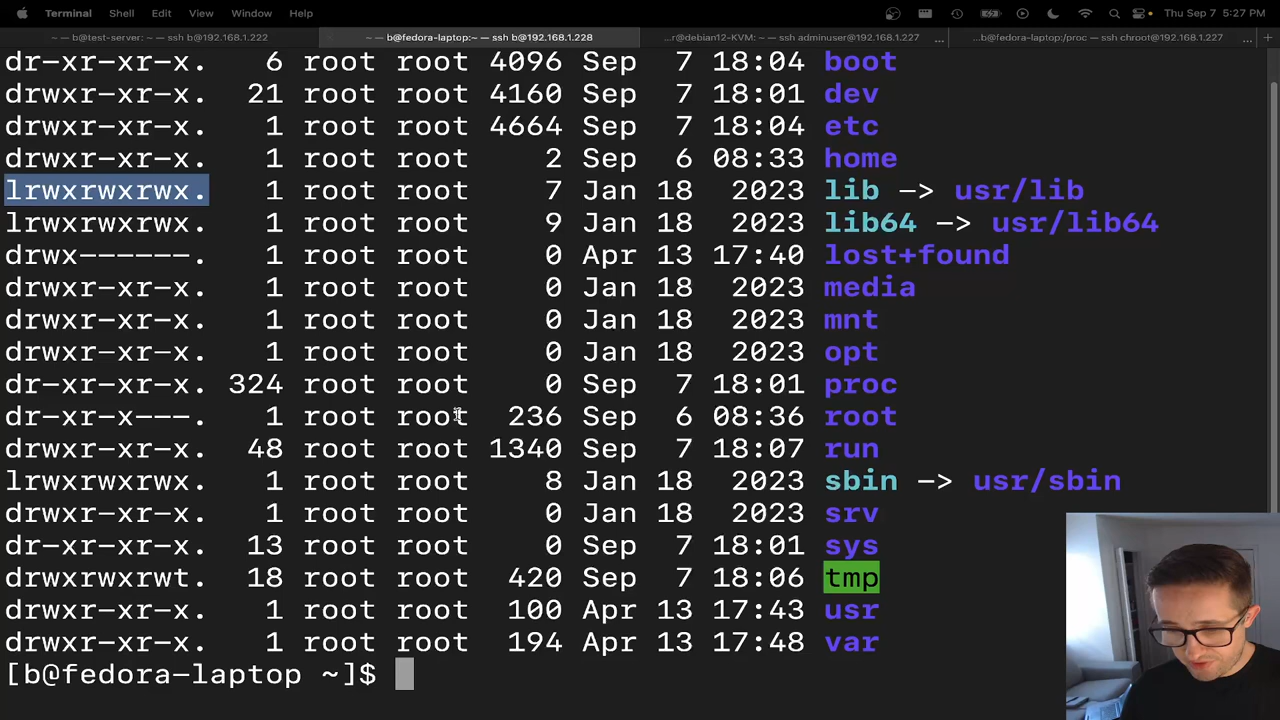 Terminal Shell Edit View Window Help Thu Sep 7 5:27 PM
~ — b@test-server: ~ — ssh b@192.168.1.222 ~ — b@fedora-laptop:~ — ssh b@192.168.1.228 ...r@debian12-KVM: ~ — ssh adminuser@192.168.1.227 ... ...b@fedora-laptop:/proc — ssh chroot@192.168.1.227 ... +
dr-xr-xr-x. 6 root root 4096 Sep 7 18:04 boot
drwxr-xr-x. 21 root root 4160 Sep 7 18:01 dev
drwxr-xr-x. 1 root root 4664 Sep 7 18:04 etc
drwxr-xr-x. 1 root root 2 Sep 6 08:33 home
lrwxrwxrwx. 1 root root 7 Jan 18 2023 lib -> usr/lib
lrwxrwxrwx. 1 root root 9 Jan 18 2023 lib64 -> usr/lib64
drwx------. 1 root root 0 Apr 13 17:40 lost+found
drwxr-xr-x. 1 root root 0 Jan 18 2023 media
drwxr-xr-x. 1 root root 0 Jan 18 2023 mnt
drwxr-xr-x. 1 root root 0 Jan 18 2023 opt
dr-xr-xr-x. 324 root root 0 Sep 7 18:01 proc
dr-xr-x---. 1 root root 236 Sep 6 08:36 root
drwxr-xr-x. 48 root root 1340 Sep 7 18:07 run
lrwxrwxrwx. 1 root root 8 Jan 18 2023 sbin -> usr/sbin
drwxr-xr-x. 1 root root 0 Jan 18 2023 srv
dr-xr-xr-x. 13 root root 0 Sep 7 18:01 sys
drwxrwxrwt. 18 root root 420 Sep 7 18:06 tmp
drwxr-xr-x. 1 root root 100 Apr 13 17:43 usr
drwxr-xr-x. 1 root root 194 Apr 13 17:48 var
[b@fedora-laptop ~]$